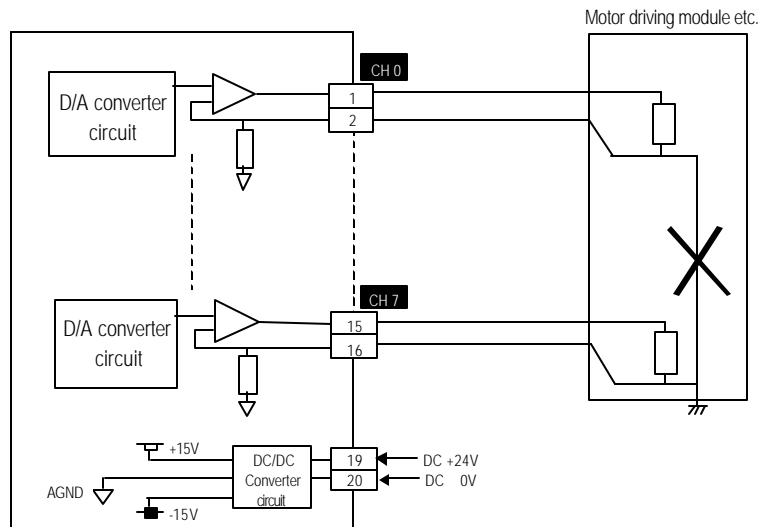 Motor driving module etc.
CH 0
D/A converter
circuit
1
2
CH 7
D/A converter
circuit
15
16
+15V
DC/DC
Converter
circuit
19
20
DC +24V
DC 0V
AGND
-15V